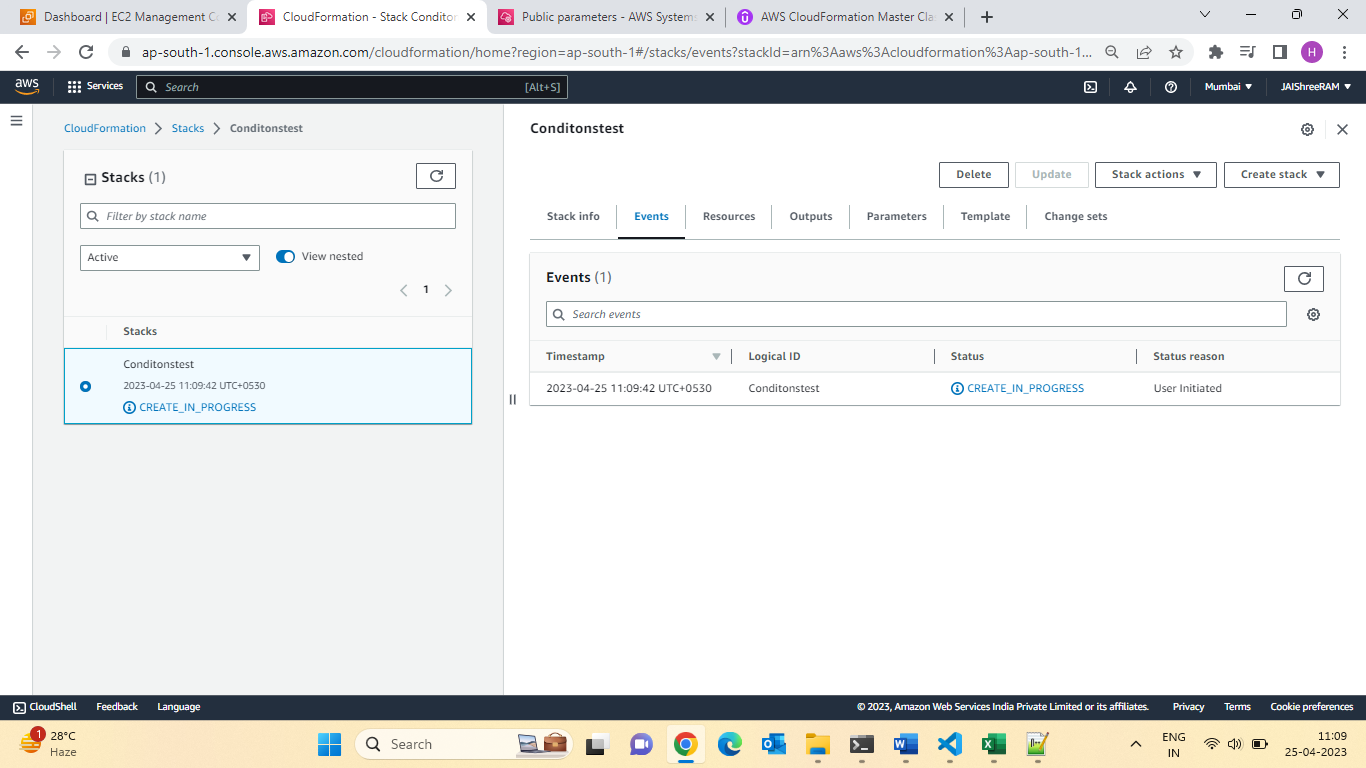 Dashboard | EC2 Management C
CloudFormation - Stack Conditor
Public parameters - AWS Systems
AWS CloudFormation Master Cla
ap-south-1.console.aws.amazon.com/cloudformation/home?region=ap-south-1#/stacks/events?stackId=arn%3Aaws%3Acloudformation%3Aap-south-1...
H
aws
Services
Search
[Alt+S]
Mumbai
JAIShreeRAM
CloudFormation
Stacks
Conditonstest
Stacks (1)
Filter by stack name
Active
View nested
1
Stacks
Conditonstest
2023-04-25 11:09:42 UTC+0530
CREATE_IN_PROGRESS
Conditonstest
Delete
Update
Stack actions
Create stack
Stack info
Events
Resources
Outputs
Parameters
Template
Change sets
Events (1)
Search events
Timestamp
Logical ID
Status
Status reason
2023-04-25 11:09:42 UTC+0530
Conditonstest
CREATE_IN_PROGRESS
User Initiated
CloudShell
Feedback
Language
© 2023, Amazon Web Services India Private Limited or its affiliates.
Privacy
Terms
Cookie preferences
1
28°C
Haze
Search
ENG
IN
11:09
25-04-2023